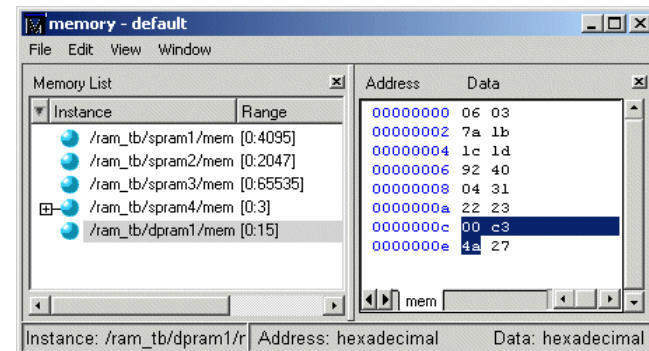 memory - default
File Edit View Window
Memory List
Instance Range
/ram_tb/spram1/mem [0:4095]
/ram_tb/spram2/mem [0:2047]
/ram_tb/spram3/mem [0:65535]
/ram_tb/spram4/mem [0:3]
/ram_tb/dpram1/mem [0:15]
Address Data
00000000 06 03
00000002 7a 1b
00000004 1c 1d
00000006 92 40
00000008 04 31
0000000a 22 23
0000000c 00 c3
0000000e 4a 27
mem
Instance: /ram_tb/dpram1/r Address: hexadecimal Data: hexadecimal